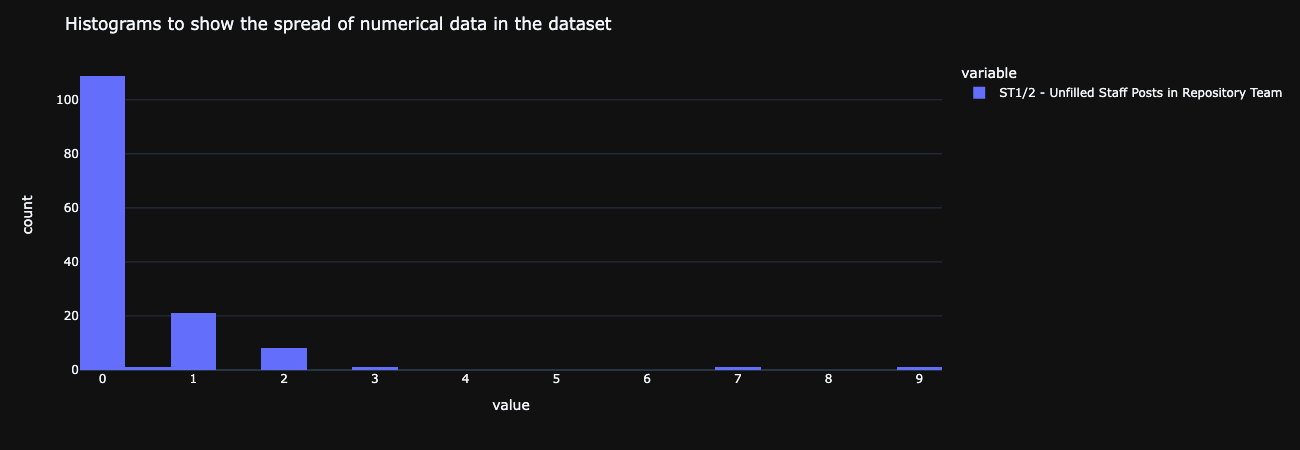 Histograms to show the spread of numerical data in the dataset
variable
ST1/2 - Unfilled Staff Posts in Repository Team
count
100
80
60
40
20
0
0 1 2 3 4 5 6 7 8 9
value